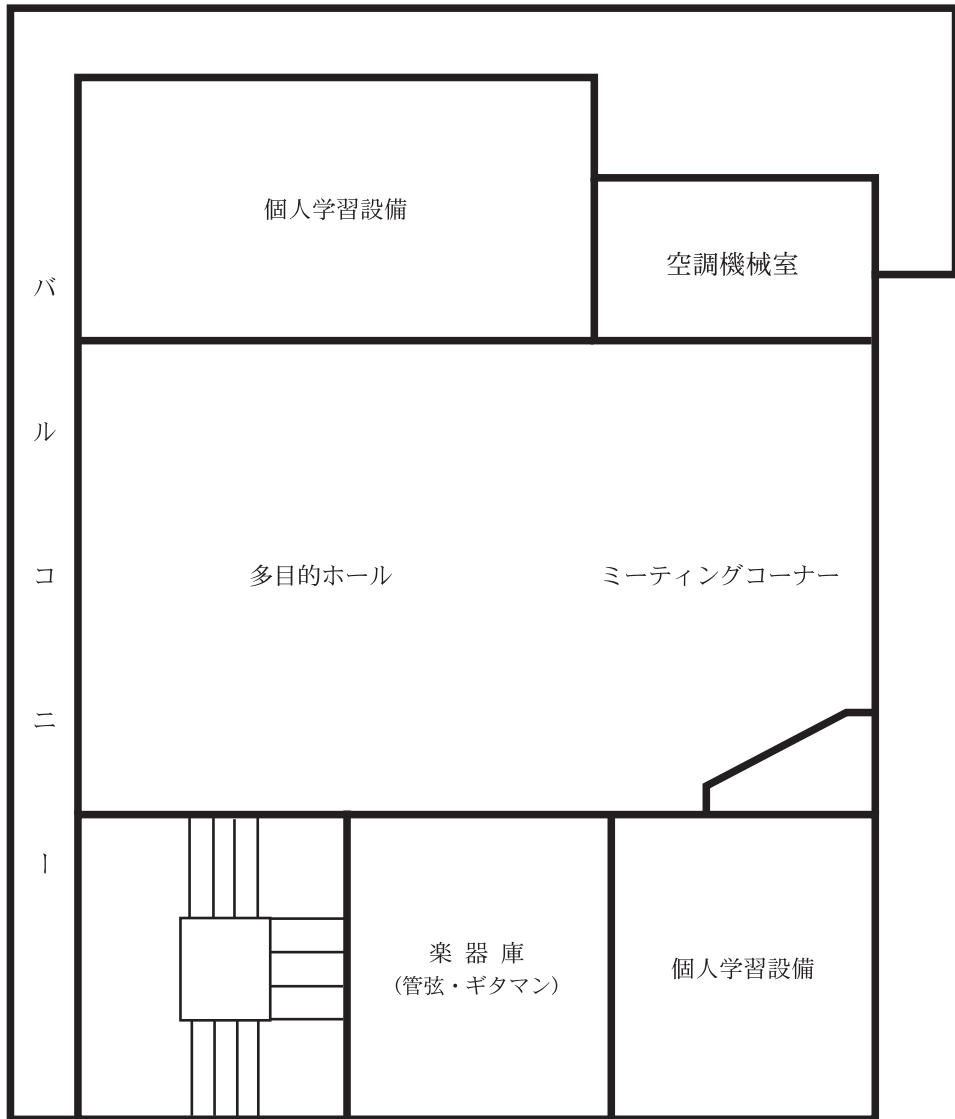 個人学習設備
空調機械室
バルコニー
多目的ホール
ミーティングコーナー
楽器庫
(管弦・ギタマン)
個人学習設備